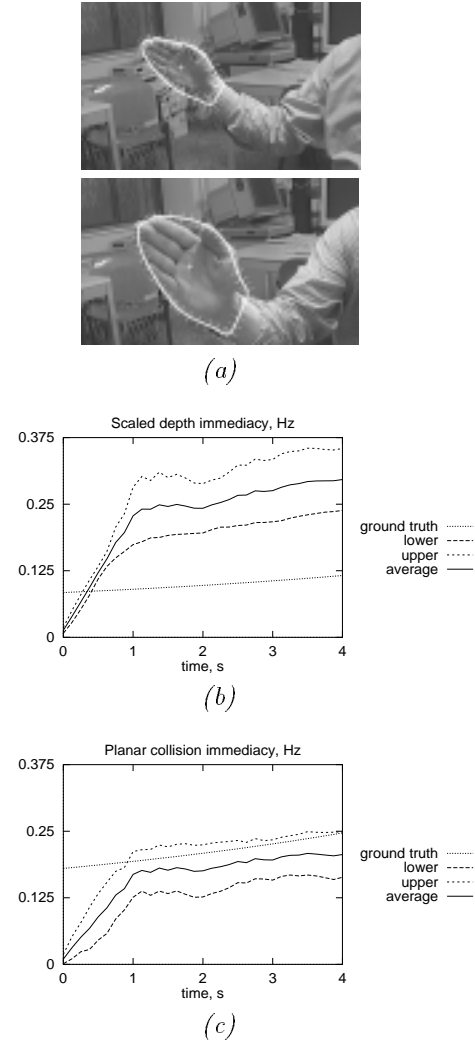 (a)
Scaled depth immediacy, Hz
0.375
0.25
0.125
0
0 1 2 3 4
time, s
ground truth
lower
upper
average
(b)
Planar collision immediacy, Hz
0.375
0.25
0.125
0
0 1 2 3 4
time, s
ground truth
lower
upper
average
(c)